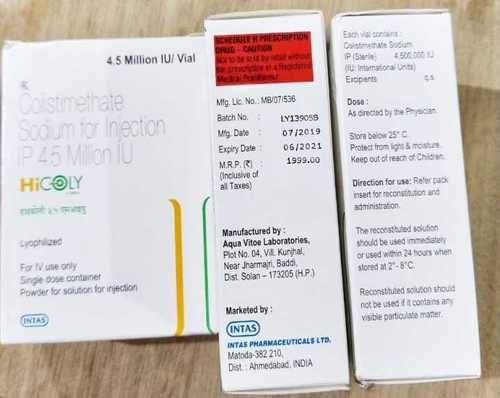 4.5 Million IU/ Vial
Colistimethate
Sodium for Injection
IP 4.5 Million IU
HiCOLY
Lyophilized
For IV use only
Single dose container
Powder for solution for injection
INTAS
SCHEDULE H PRESCRIPTION
DRUG - CAUTION
Not to be sold by retail without
the prescription of a Registered
Medical Practitioner
Mfg. Lic. No.: MB/07/536
Batch No. : LY13905B
Mfg. Date : 07/2019
Expiry Date : 06/2021
M.R.P. (₹) : 1999.00
(Inclusive of
all Taxes)
Manufactured by :
Aqua Vitoe Laboratories,
Plot No. 04, Vill. Kunjhal,
Near Jharmajri, Baddi,
Dist. Solan – 173205 (H.P.)
Marketed by :
INTAS
INTAS PHARMACEUTICALS LTD.
Matoda-382 210,
Dist. : Ahmedabad, INDIA
Each vial contains :
Colistimethate Sodium
IP (Sterile) 4,500,000 IU
(IU: International Units)
Excipients q.s.
Dose :
As directed by the Physician.
Store below 25° C.
Protect from light & moisture.
Keep out of reach of Children.
Direction for use: Refer pack
insert for reconstitution and
administration.
The reconstituted solution
should be used immediately
or used within 24 hours when
stored at 2°- 8°C.
Reconstituted solution should
not be used if it contains any
visible particulate matter.